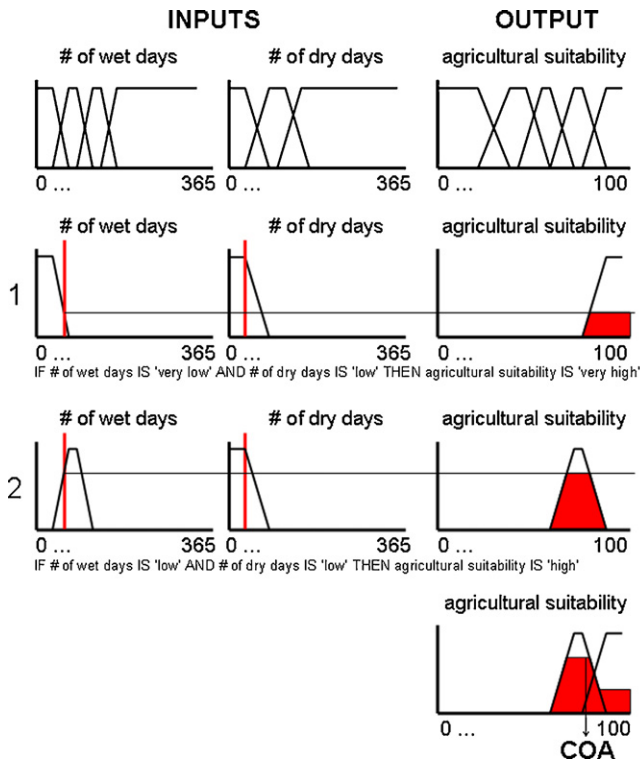 INPUTS OUTPUT
# of wet days # of dry days agricultural suitability
0 ... 365 0 ... 365 0 ... 100
# of wet days # of dry days agricultural suitability
1
0 ... 365 0 ... 365 0 ... 100
IF # of wet days IS 'very low' AND # of dry days IS 'low' THEN agricultural suitability IS 'very high'
# of wet days # of dry days agricultural suitability
2
0 ... 365 0 ... 365 0 ... 100
IF # of wet days IS 'low' AND # of dry days IS 'low' THEN agricultural suitability IS 'high'
agricultural suitability
0 ... 100
COA